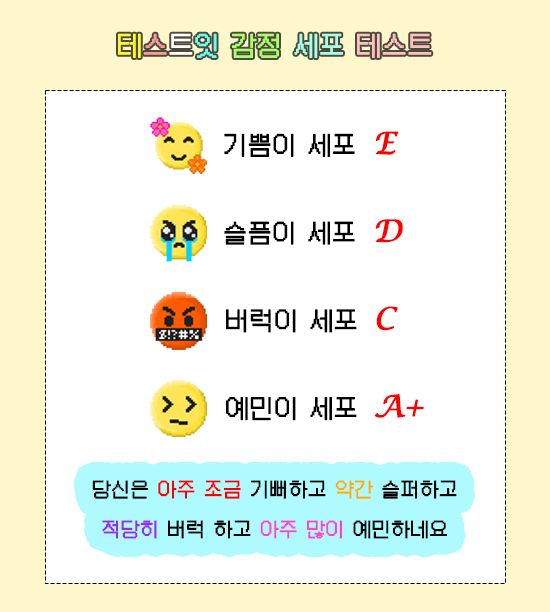 테스트잇 감정 세포 테스트
기쁨이 세포 E
슬픔이 세포 D
버럭이 세포 C
예민이 세포 A+
당신은 아주 조금 기뻐하고 약간 슬퍼하고
적당히 버럭 하고 아주 많이 예민하네요